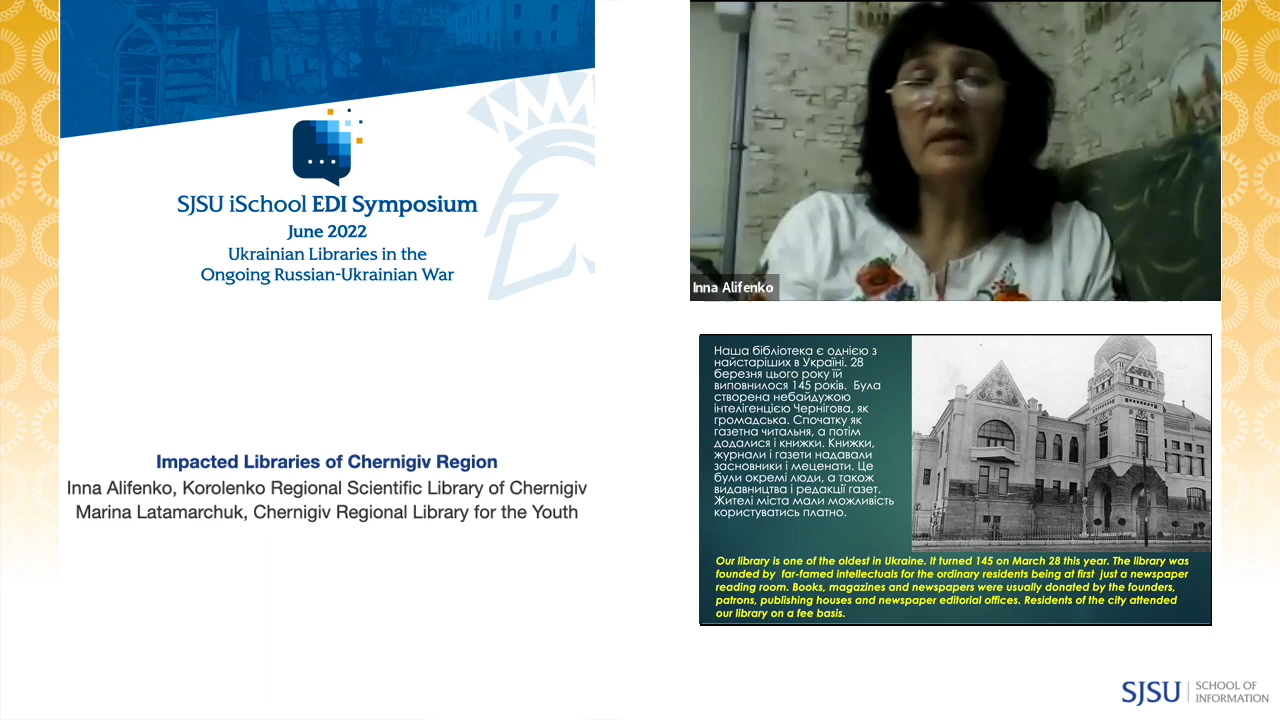 SJSU iSchool EDI Symposium
June 2022
Ukrainian Libraries in the
Ongoing Russian-Ukrainian War
Impacted Libraries of Chernigiv Region
Inna Alifenko, Korolenko Regional Scientific Library of Chernigiv
Marina Latamarchuk, Chernigiv Regional Library for the Youth
Inna Alifenko
Наша бібліотека є однією з
найстаріших в Україні. 28
березня цього року їй
виповнилося 145 років. Була
створена небайдужою
інтелігенцією Чернігова, як
громадська. Спочатку як
газетна читальня, а потім
додалися і книжки. Книжки,
журнали і газети надавали
засновники і меценати. Це
були окремі люди, а також
видавництва і редакції газет.
Жителі міста мали можливість
користуватись платно.
Our library is one of the oldest in Ukraine. It turned 145 on March 28 this year. The library was
founded by far-famed intellectuals for the ordinary residents being at first just a newspaper
reading room. Books, magazines and newspapers were usually donated by the founders,
patrons, publishing houses and newspaper editorial offices. Residents of the city attended
our library on a fee basis.
SJSU SCHOOL OF
INFORMATION